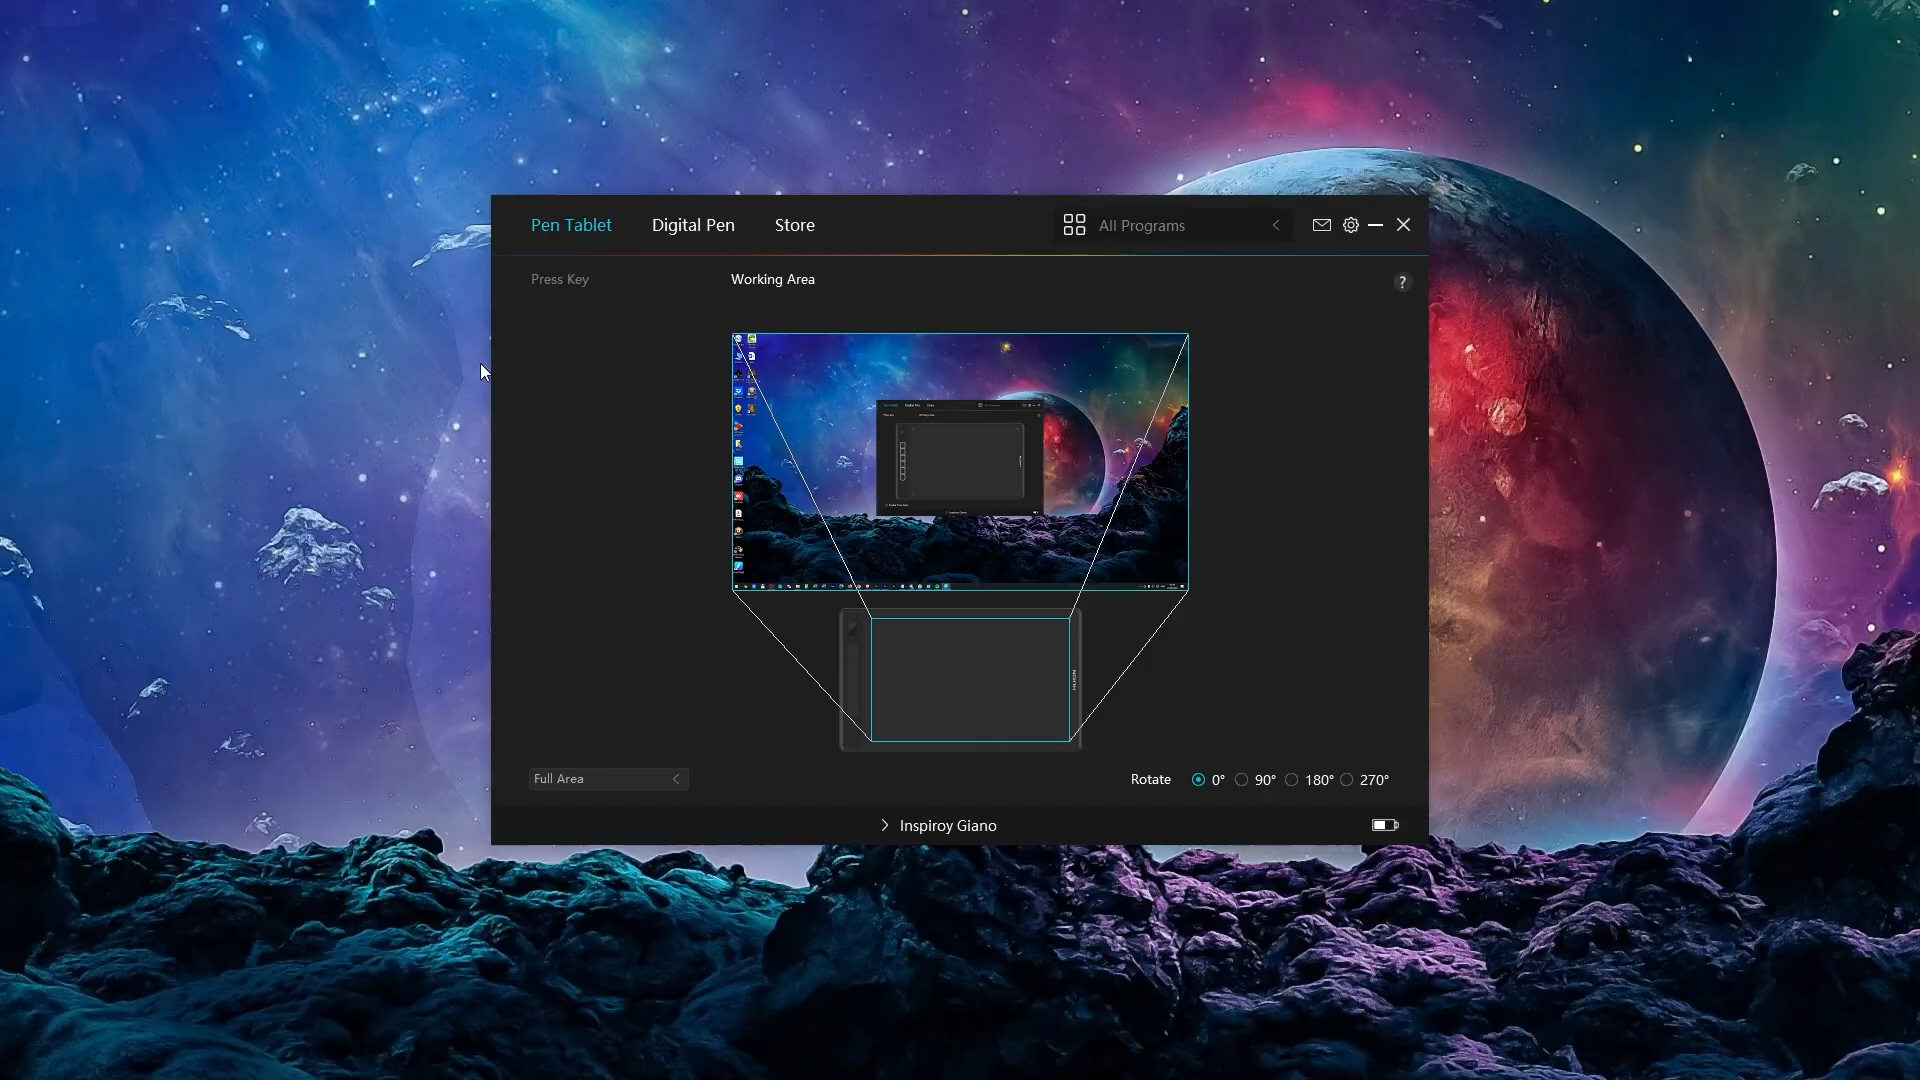 Pen Tablet Digital Pen Store All Programs
Press Key Working Area ?
HUION
Full Area Rotate 0° 90° 180° 270°
Inspiroy Giano